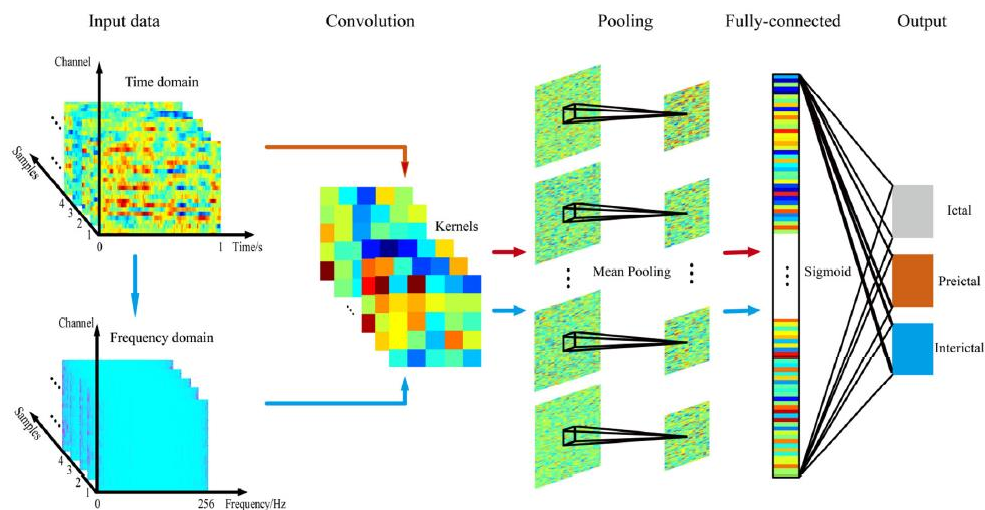 Input data
Convolution
Pooling
Fully-connected
Output
Channel
Time domain
Samples
4
3
2
1
0
1
Time/s
Kernels
Mean Pooling
Sigmoid
Ictal
Preictal
Interictal
Channel
Frequency domain
Samples
4
3
2
1
0
256
Frequency/Hz